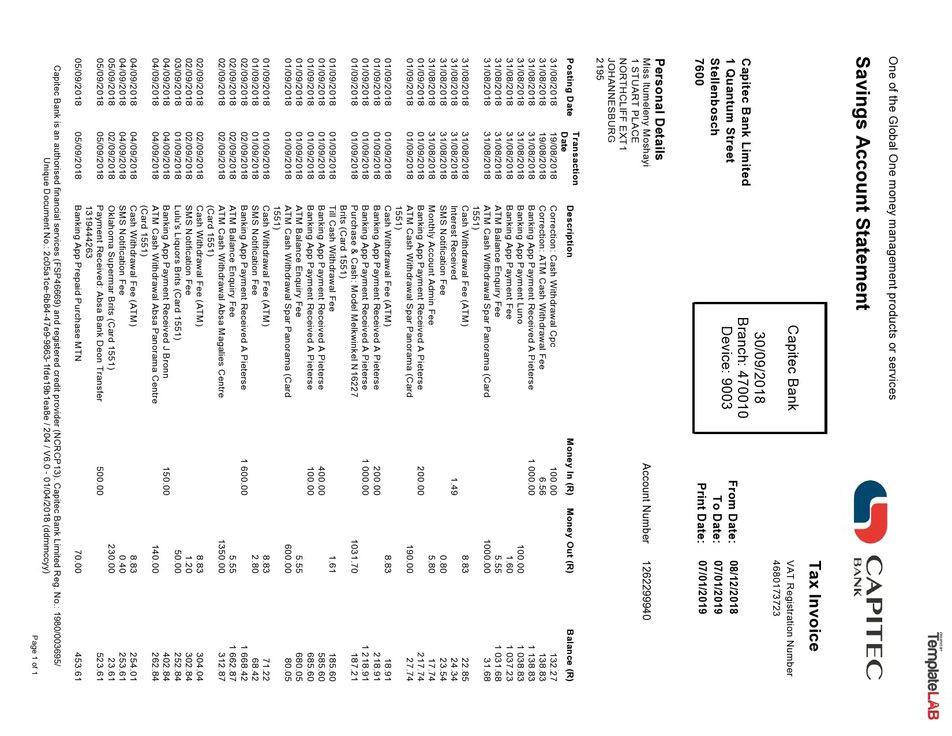 TemplateLAB
One of the Global One money management products or services
CAPITEC
BANK
Savings Account Statement
Tax Invoice
VAT Registration Number
4680173723
Capitec Bank
30/09/2018
Branch: 470010
Device: 9003
Capitec Bank Limited
1 Quantum Street
Stellenbosch
7600
From Date: 08/12/2018
To Date: 07/01/2019
Print Date: 07/01/2019
Personal Details
Miss Itumeleny Moshayi
1 STUART PLACE
NORTHCLIFF EXT1
JOHANNESBURG
2195
Account Number 1262299940
Posting Date Transaction Date Description Money In (R) Money Out (R) Balance (R)
31/08/2018 19/08/2018 Correction: Cash Withdrawal Opc 100.00 132.27
31/08/2018 19/08/2018 Correction: ATM Cash Withdrawal Fee 6.56 138.83
31/08/2018 31/08/2018 Banking App Payment Received A Pieterse 1 000.00 1 138.83
31/08/2018 31/08/2018 Banking App Payment Luno 100.00 1 038.83
31/08/2018 31/08/2018 Banking App Payment Fee 1.60 1 037.23
31/08/2018 31/08/2018 ATM Balance Enquiry Fee 5.55 1 031.68
31/08/2018 31/08/2018 ATM Cash Withdrawal Spar Panorama (Card 1000.00 31.68
1551)
31/08/2018 31/08/2018 Cash Withdrawal Fee (ATM) 8.83 22.85
31/08/2018 31/08/2018 Interest Received 1.49 24.34
31/08/2018 31/08/2018 SMS Notification Fee 0.80 23.54
31/08/2018 31/08/2018 Monthly Account Admin Fee 5.80 17.74
01/09/2018 01/09/2018 Banking App Payment Received A Pieterse 200.00 217.74
01/09/2018 01/09/2018 ATM Cash Withdrawal Spar Panorama (Card 190.00 27.74
1551)
01/09/2018 01/09/2018 Cash Withdrawal Fee (ATM) 8.83 18.91
01/09/2018 01/09/2018 Banking App Payment Received A Pieterse 200.00 218.91
01/09/2018 01/09/2018 Banking App Payment Received A Pieterse 1 000.00 1 218.91
01/09/2018 01/09/2018 Purchase & Cash: Model Melkwinkel N16227 1031.70 187.21
Brits (Card 1551)
01/09/2018 01/09/2018 Till Cash Withdrawal Fee 1.61 185.60
01/09/2018 01/09/2018 Banking App Payment Received A Pieterse 400.00 585.60
01/09/2018 01/09/2018 Banking App Payment Received A Pieterse 100.00 685.60
01/09/2018 01/09/2018 ATM Balance Enquiry Fee 5.55 680.05
01/09/2018 01/09/2018 ATM Cash Withdrawal Spar Panorama (Card 600.00 80.05
1551)
01/09/2018 01/09/2018 Cash Withdrawal Fee (ATM) 8.83 71.22
01/09/2018 01/09/2018 SMS Notification Fee 2.80 68.42
02/09/2018 02/09/2018 Banking App Payment Received A Pieterse 1 600.00 1 668.42
02/09/2018 02/09/2018 ATM Balance Enquiry Fee 5.55 1 662.87
02/09/2018 02/09/2018 ATM Cash Withdrawal Absa Magalies Centre 1350.00 312.87
(Card 1551)
02/09/2018 02/09/2018 Cash Withdrawal Fee (ATM) 8.83 304.04
02/09/2018 02/09/2018 SMS Notification Fee 1.20 302.84
03/09/2018 01/09/2018 Lulu's Liquors Brits (Card 1551) 50.00 252.84
04/09/2018 04/09/2018 Banking App Payment Received J Bronn 150.00 402.84
04/09/2018 04/09/2018 ATM Cash Withdrawal Absa Panorama Centre 140.00 262.84
(Card 1551)
04/09/2018 04/09/2018 Cash Withdrawal Fee (ATM) 8.83 254.01
04/09/2018 04/09/2018 SMS Notification Fee 0.40 253.61
05/09/2018 02/09/2018 Oklahoma Supermar Brits (Card 1551) 230.00 23.61
05/09/2018 05/09/2018 Payment Received: Absa Bank Deon Transfer 500.00 523.61
1319444263
05/09/2018 05/09/2018 Banking App Prepaid Purchase MTN 70.00 453.61
Capitec Bank is an authorised financial services (FSP46669) and registered credit provider (NCRCP13). Capitec Bank Limited Reg. No.: 1980/003695/
Unique Document No.: 2c05a1ce-6b84-47e9-9863-1fde19b1ea8e / 204 / V6.0 - 01/04/2018 (ddmmccyy)
Page 1 of 1